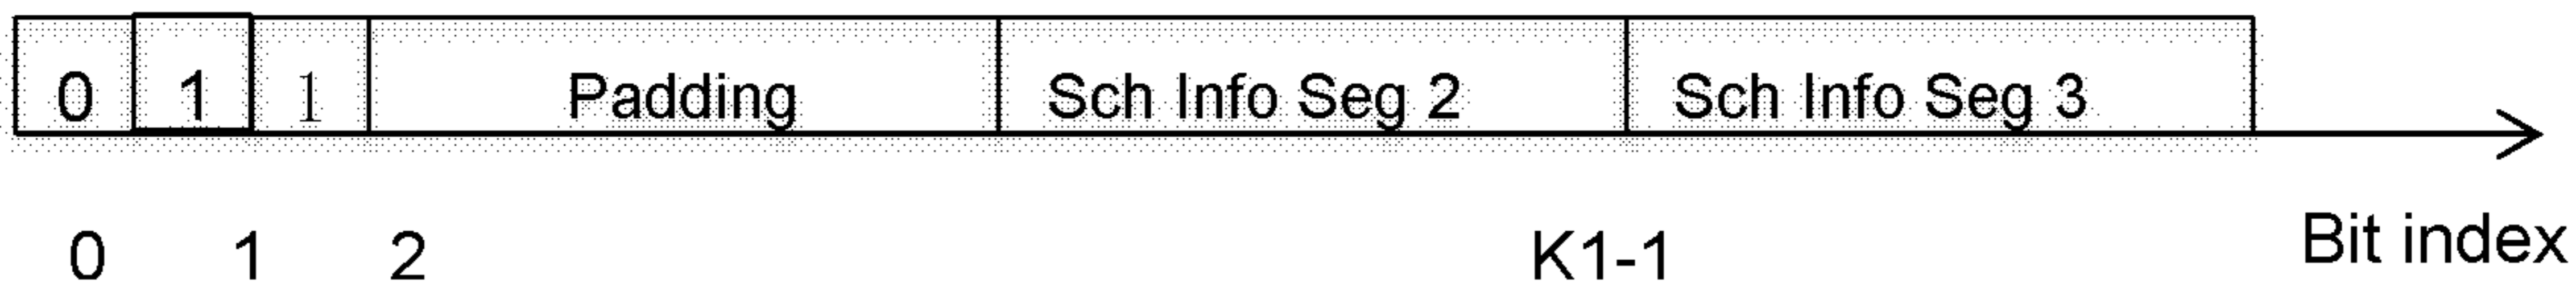 0 1 1 Padding Sch Info Seg 2 Sch Info Seg 3
0 1 2 K1-1 Bit index